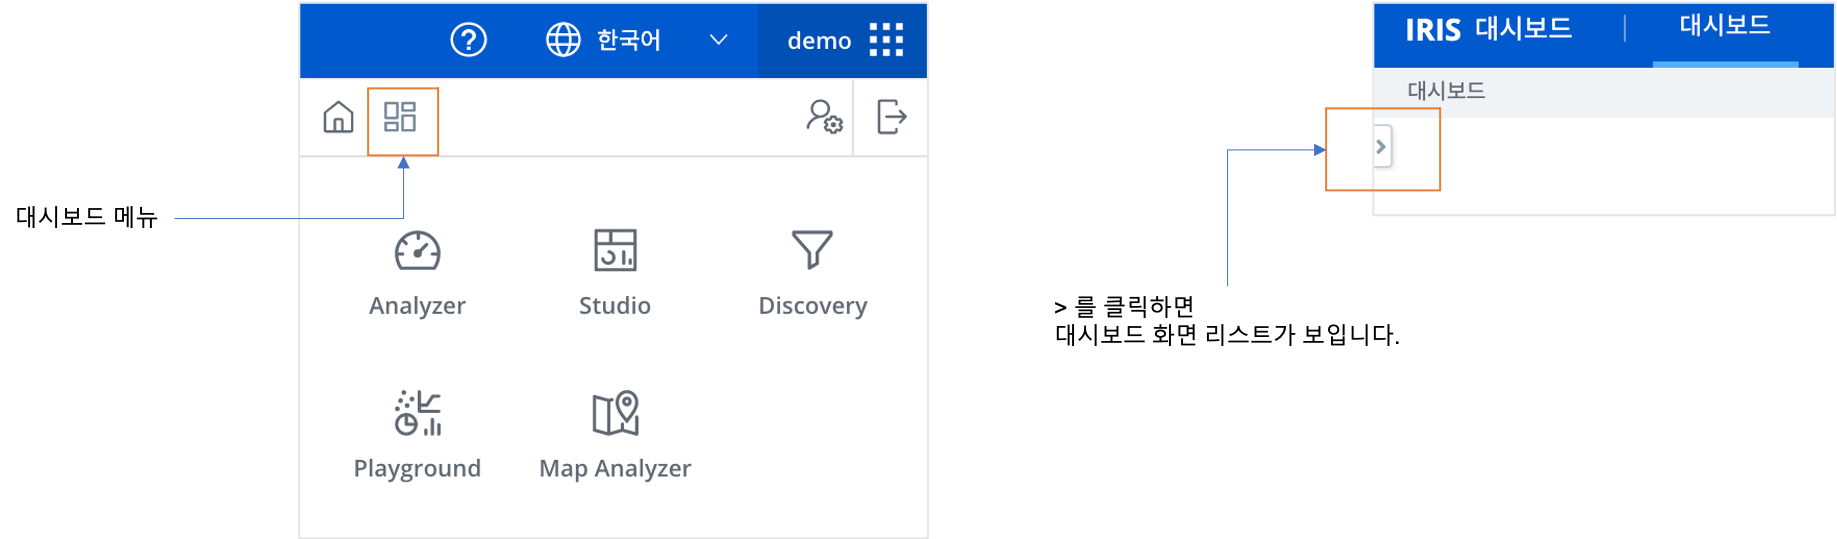 한국어
demo
대시보드 메뉴
Analyzer
Studio
Discovery
Playground
Map Analyzer
IRIS 대시보드
대시보드
대시보드
> 를 클릭하면
대시보드 화면 리스트가 보입니다.